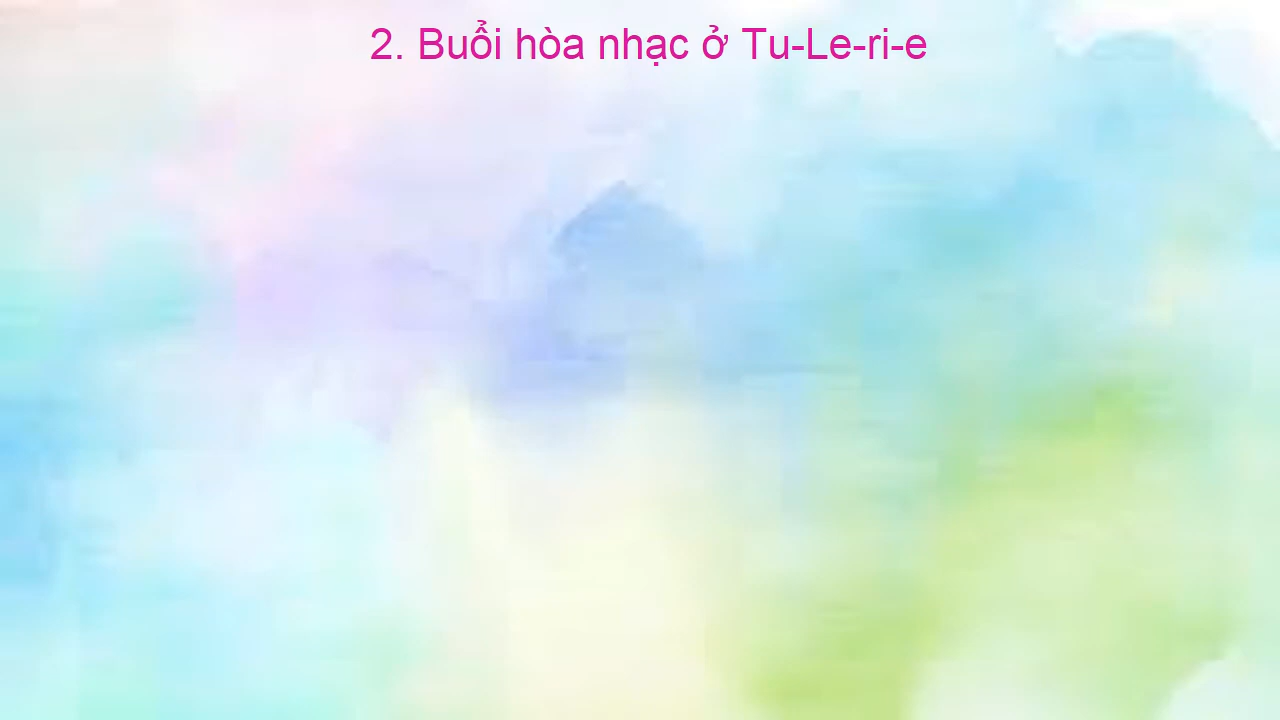 2. Buổi hòa nhạc ở Tu-Le-ri-e